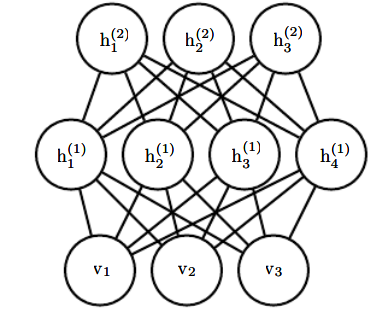 h₁⁽²⁾ h₂⁽²⁾ h₃⁽²⁾
h₁⁽¹⁾ h₂⁽¹⁾ h₃⁽¹⁾ h₄⁽¹⁾
v₁ v₂ v₃